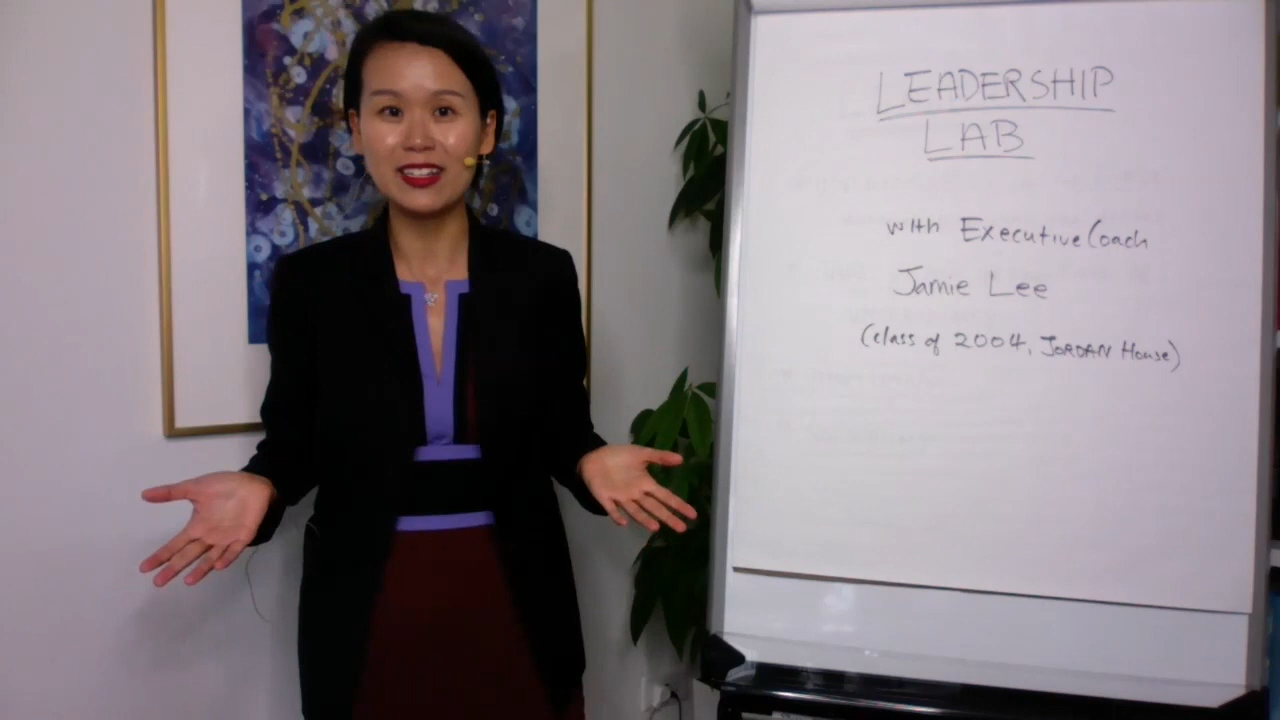 LEADERSHIP
LAB
with Executive Coach
Jamie Lee
(class of 2004, JORDAN House)